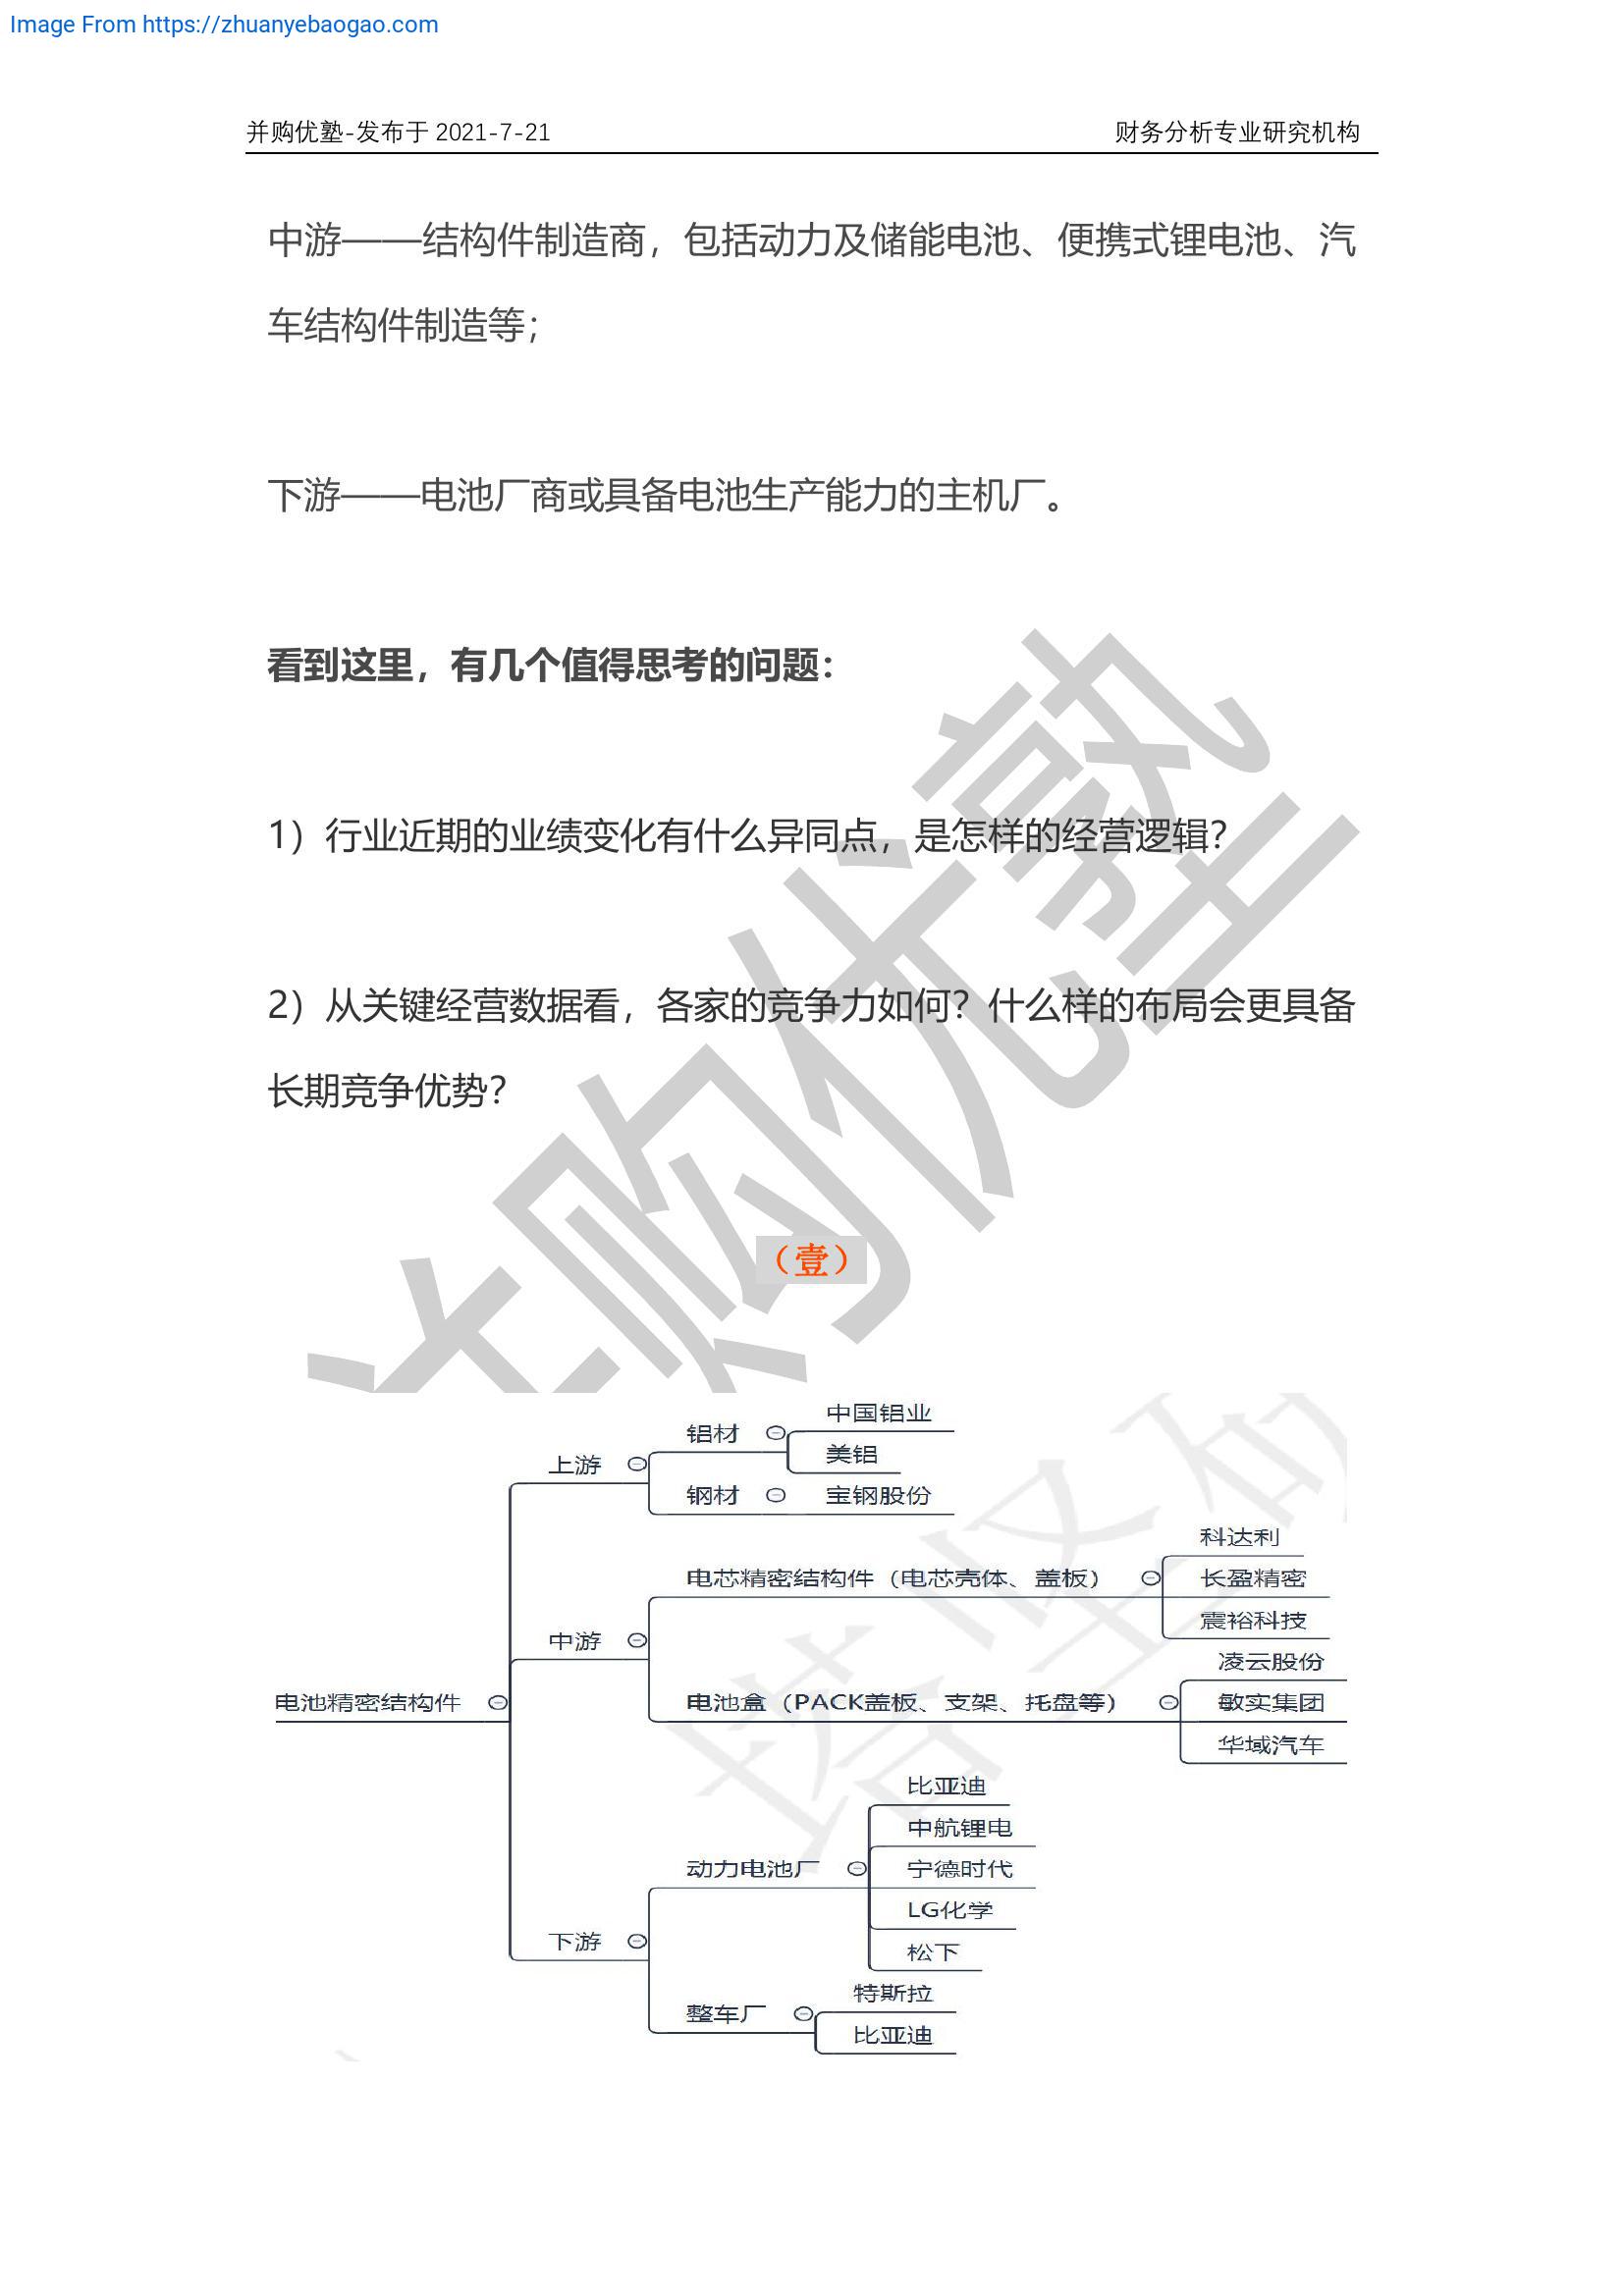 Image From https://zhuanyebaogao.com
并购优塾-发布于 2021-7-21
财务分析专业研究机构
中游——结构件制造商，包括动力及储能电池、便携式锂电池、汽
车结构件制造等；
下游——电池厂商或具备电池生产能力的主机厂。
看到这里，有几个值得思考的问题：
1）行业近期的业绩变化有什么异同点，是怎样的经营逻辑？
2）从关键经营数据看，各家的竞争力如何？什么样的布局会更具备
长期竞争优势？
（壹）
电池精密结构件
上游
铝材
中国铝业
美铝
钢材
宝钢股份
中游
电芯精密结构件（电芯壳体、盖板）
科达利
长盈精密
震裕科技
电池盒（PACK盖板、支架、托盘等）
凌云股份
敏实集团
华域汽车
下游
动力电池厂
比亚迪
中航锂电
宁德时代
LG化学
松下
整车厂
特斯拉
比亚迪
购优塾